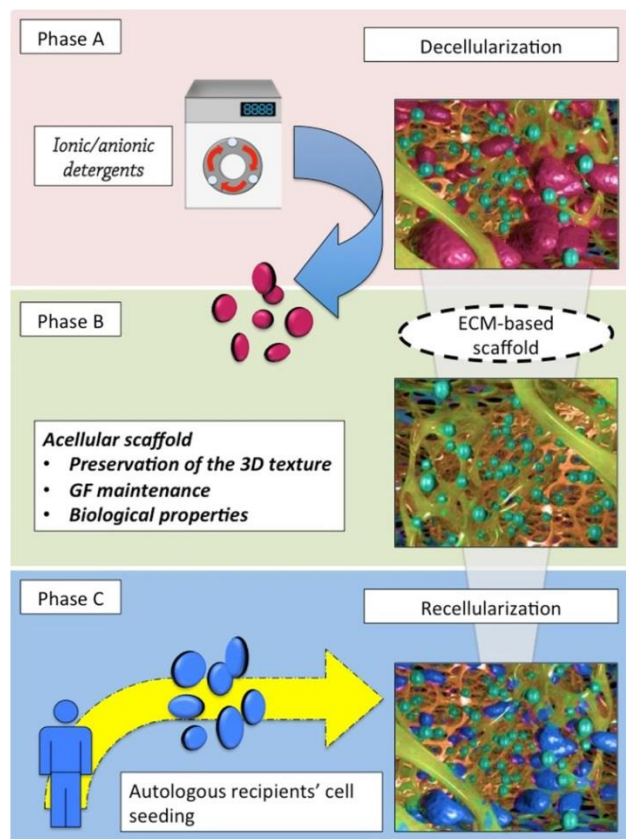 Phase A
Decellularization
8888
Ionic/anionic
detergents
Phase B
ECM-based
scaffold
Acellular scaffold
• Preservation of the 3D texture
• GF maintenance
• Biological properties
Phase C
Recellularization
Autologous recipients’ cell
seeding